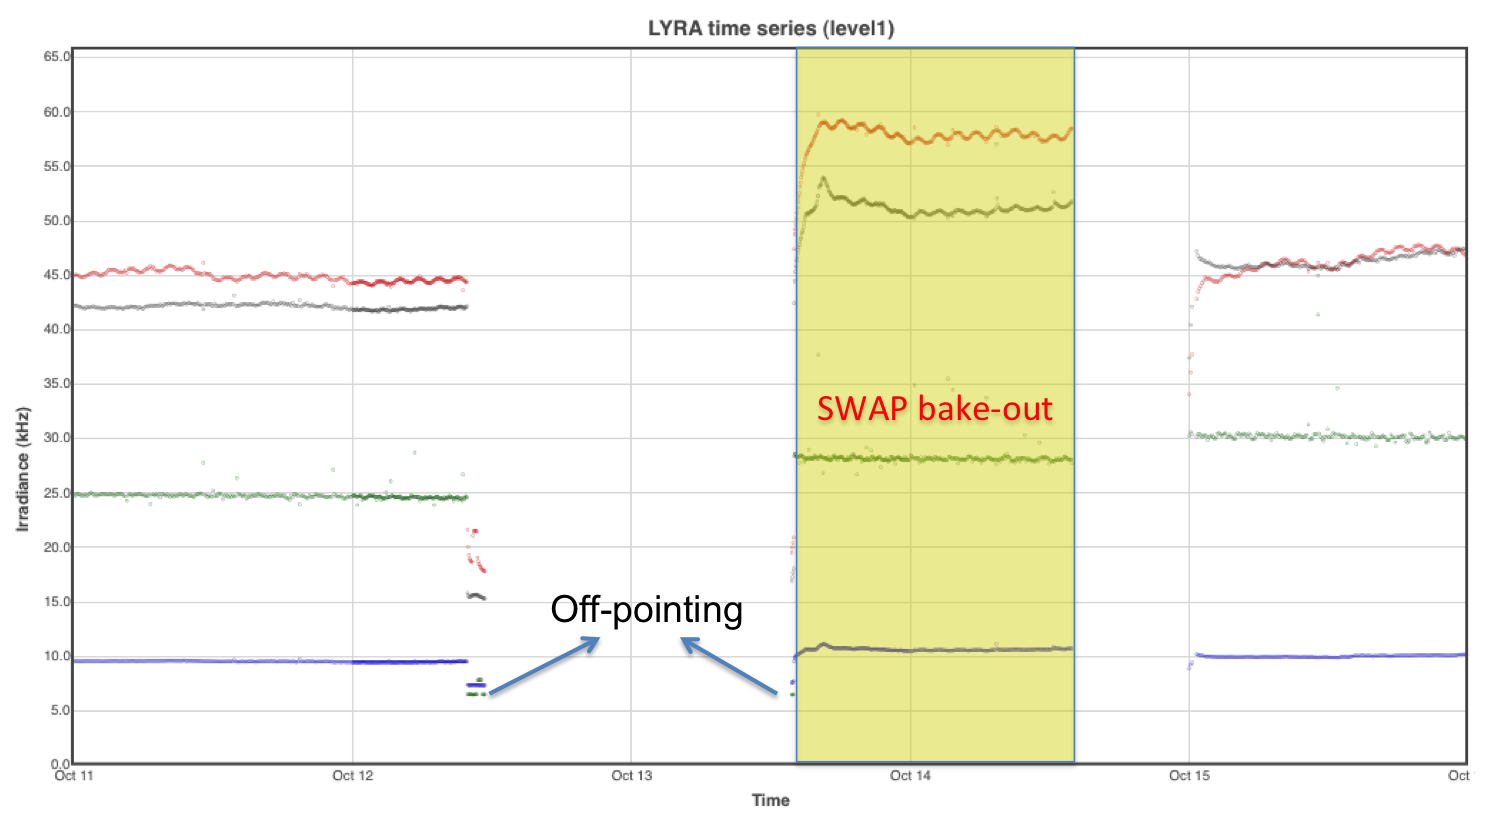 LYRA time series (level1)
65.0
60.0
55.0
50.0
45.0
40.0
35.0
30.0
25.0
20.0
15.0
10.0
5.0
0.0
Irradiance (kHz)
SWAP bake-out
Off-pointing
Oct 11
Oct 12
Oct 13
Oct 14
Oct 15
Oct
Time